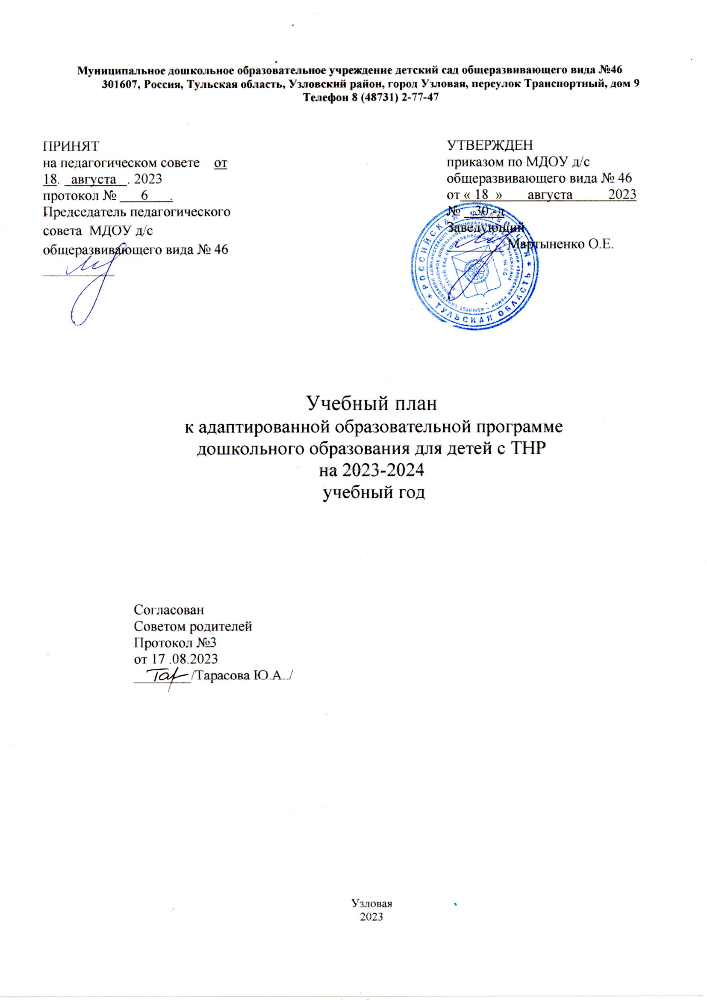 Муниципальное дошкольное образовательное учреждение детский сад общеразвивающего вида №46
301607, Россия, Тульская область, Узловский район, город Узловая, переулок Транспортный, дом 9
Телефон 8 (48731) 2-77-47
ПРИНЯТ
на педагогическом совете от
18. августа . 2023
протокол № 6 .
Председатель педагогического
совета МДОУ д/с
общеразвивающего вида № 46
УТВЕРЖДЕН
приказом по МДОУ д/с
общеразвивающего вида № 46
от « 18 » августа 2023
№ 30 -д
Заведующий
Мартыненко О.Е.
РОССИЙСКАЯ ФЕДЕРАЦИЯ
ТУЛЬСКАЯ ОБЛАСТЬ
Учебный план
к адаптированной образовательной программе
дошкольного образования для детей с ТНР
на 2023-2024
учебный год
Согласован
Советом родителей
Протокол №3
от 17 .08.2023
/Тарасова Ю.А../
Узловая
2023